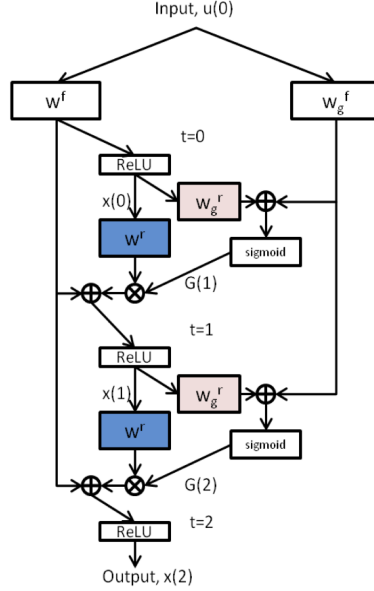 Input, u(0)
w^f
w_g^f
t=0
ReLU
x(0)
w_g^r
w^r
sigmoid
G(1)
t=1
ReLU
x(1)
w_g^r
w^r
sigmoid
G(2)
t=2
ReLU
Output, x(2)